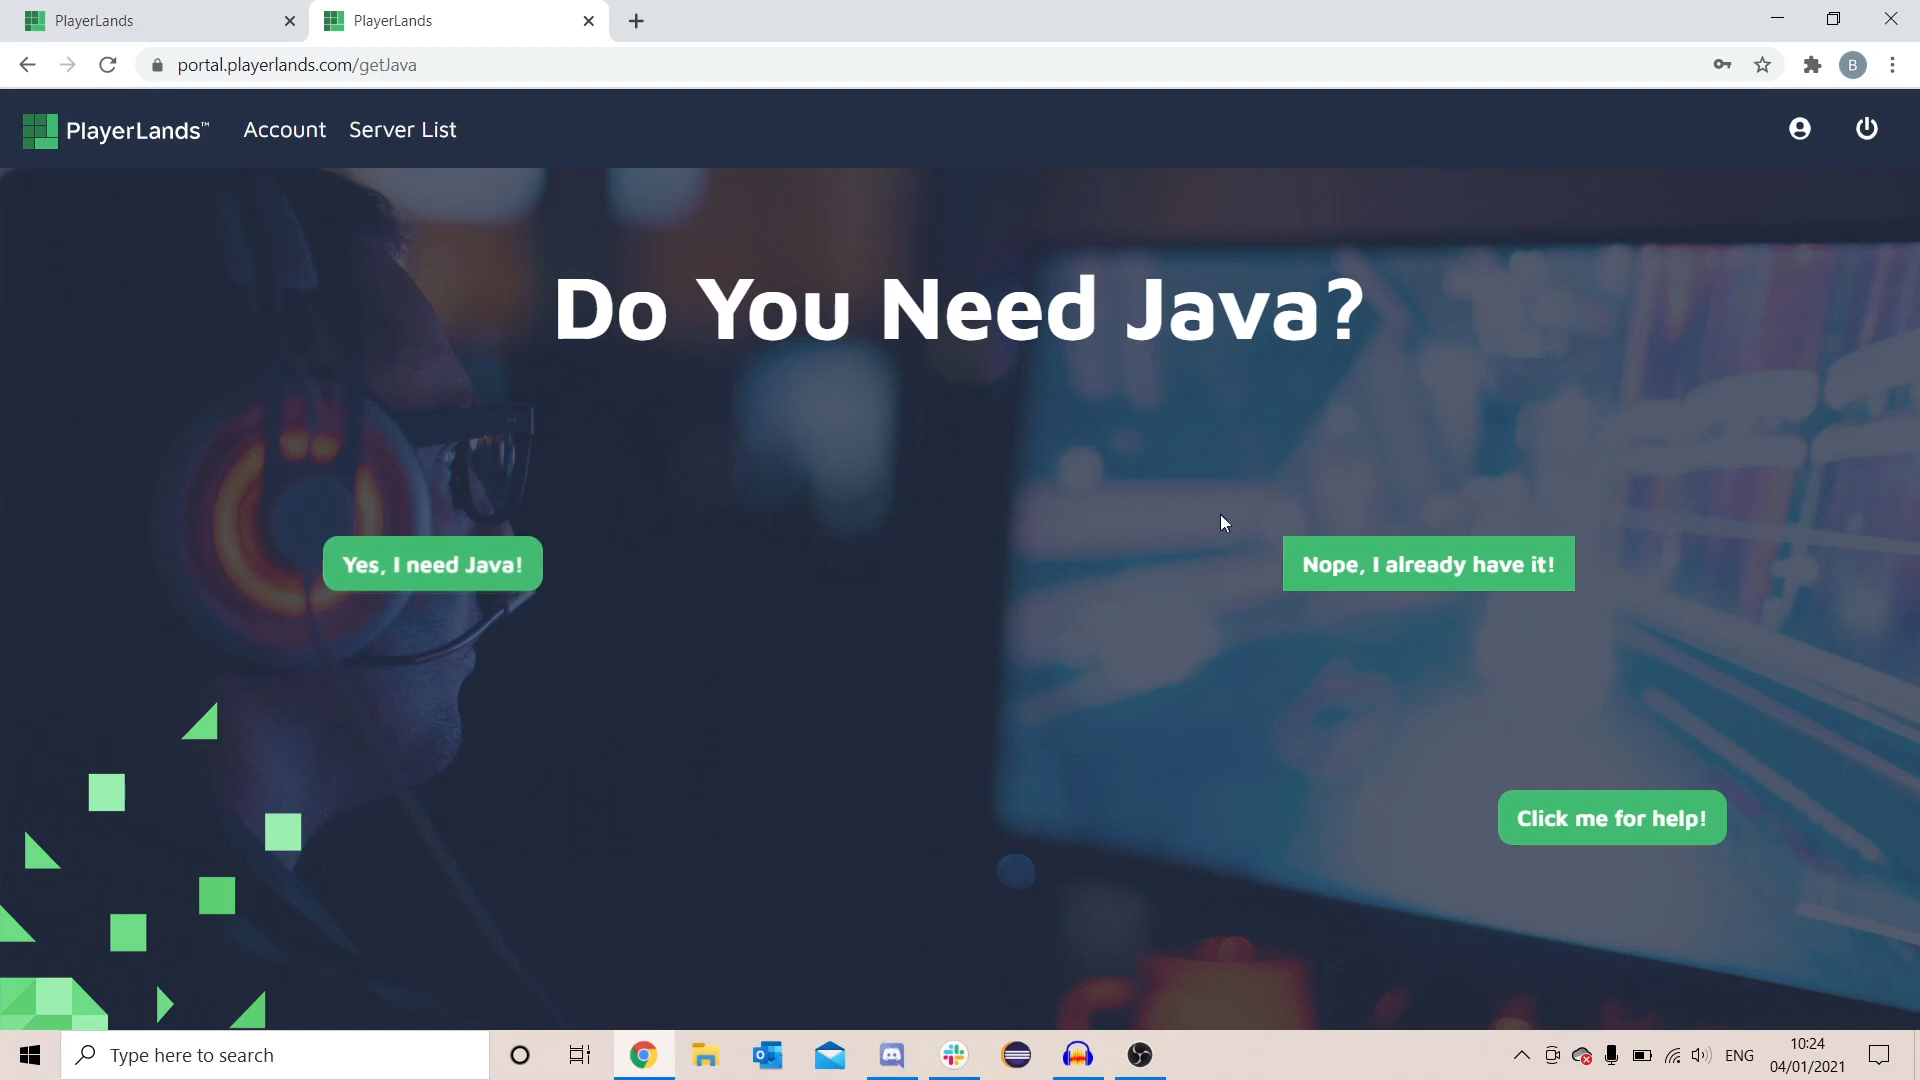 PlayerLands
PlayerLands
portal.playerlands.com/getJava
B
PlayerLands™
Account
Server List
Do You Need Java?
Yes, I need Java!
Nope, I already have it!
Click me for help!
Type here to search
ENG
10:24
04/01/2021